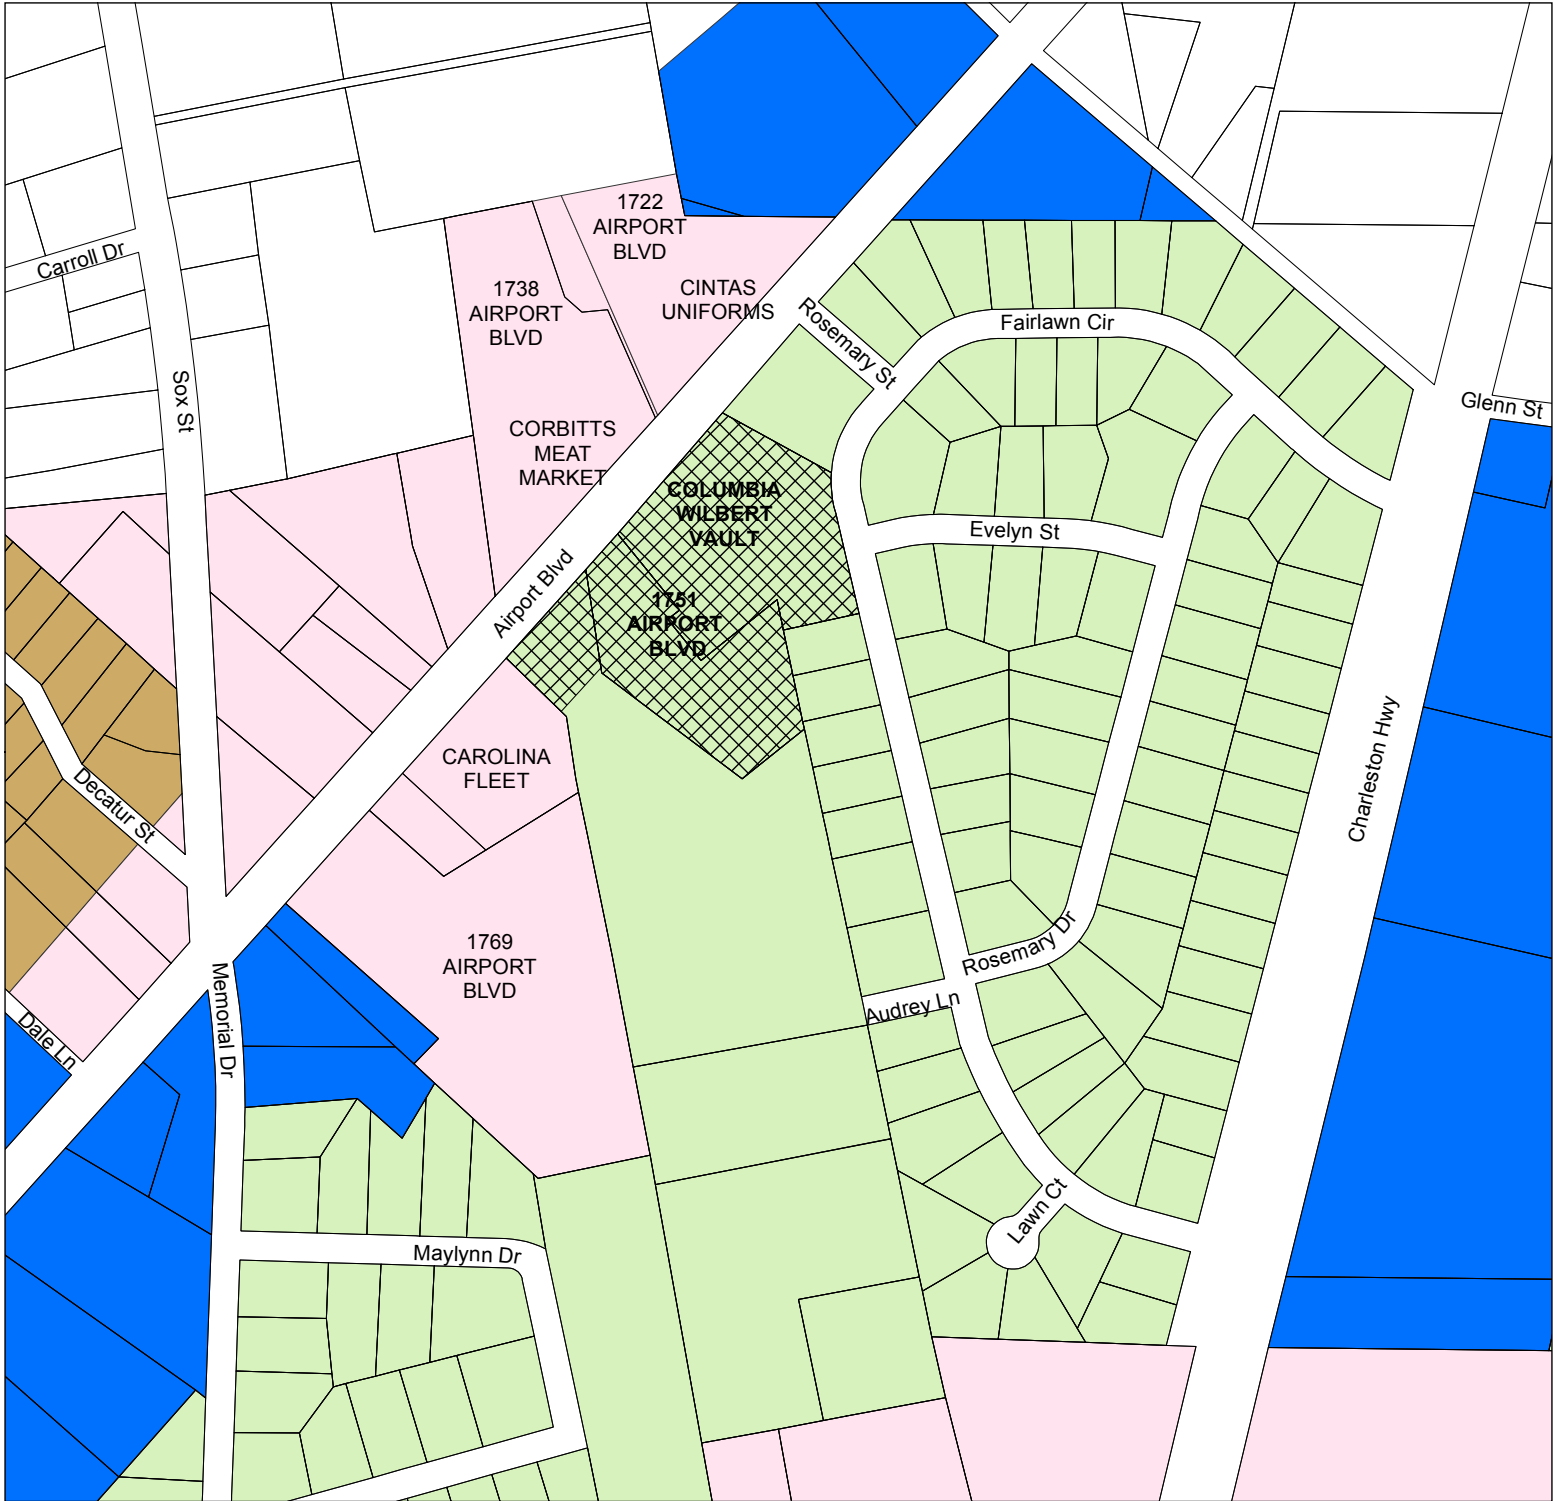 1722
AIRPORT
BLVD
Carroll Dr
1738
AIRPORT
BLVD
CINTAS
UNIFORMS
Rosemary St
Fairlawn Cir
Sox St
Glenn St
CORBITTS
MEAT
MARKET
COLUMBIA
WILBERT
VAULT
Evelyn St
Airport Blvd
1751
AIRPORT
BLVD
Charleston Hwy
CAROLINA
FLEET
Decatur St
1769
AIRPORT
BLVD
Rosemary Dr
Memorial Dr
Audrey Ln
Dale Ln
Lawn Ct
Maylynn Dr